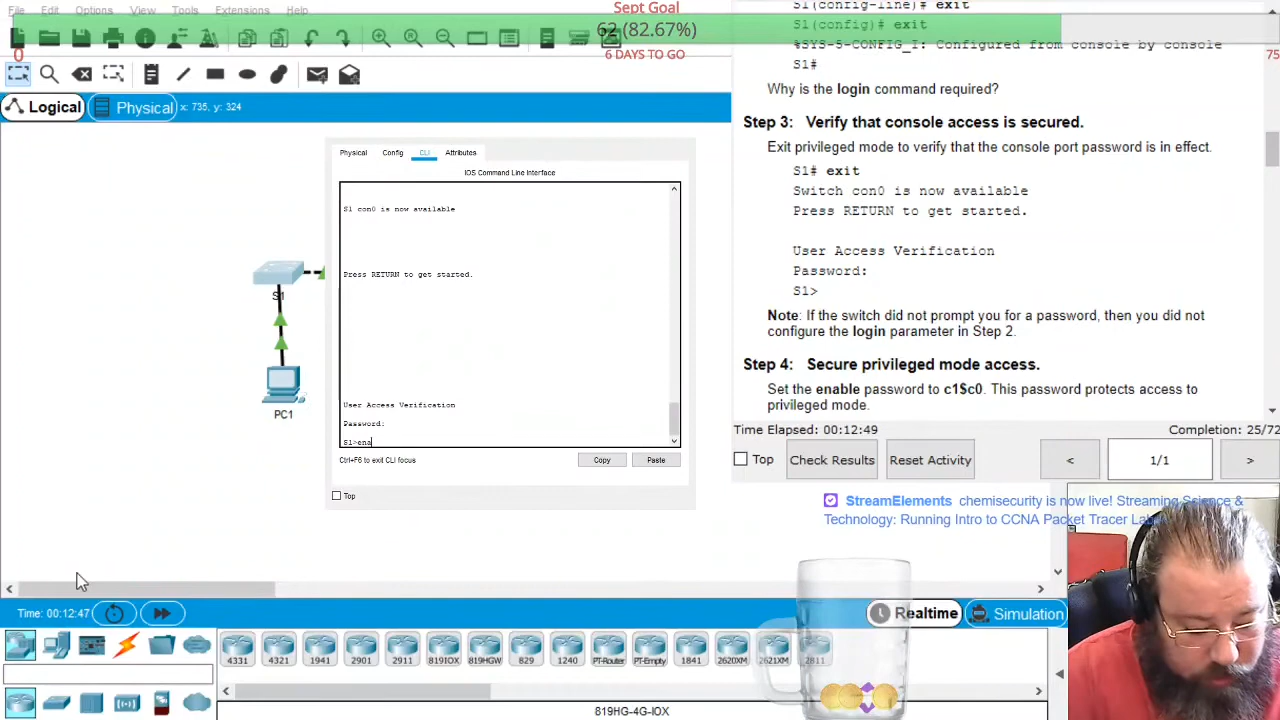 File Edit Options View Tools Extensions Help
Sept Goal
62 (82.67%)
6 DAYS TO GO
0
75
Logical
Physical
x: 735, y: 324
Physical Config CLI Attributes
IOS Command Line Interface
S1 con0 is now available
Press RETURN to get started.
User Access Verification
Password:
S1>ena
Ctrl+F6 to exit CLI focus
Copy
Paste
Top
S1
PC1
S1(config-line)# exit
S1(config)# exit
%SYS-5-CONFIG_I: Configured from console by console
S1#
Why is the login command required?
Step 3: Verify that console access is secured.
Exit privileged mode to verify that the console port password is in effect.
S1# exit
Switch con0 is now available
Press RETURN to get started.
User Access Verification
Password:
S1>
Note: If the switch did not prompt you for a password, then you did not
configure the login parameter in Step 2.
Step 4: Secure privileged mode access.
Set the enable password to c1$c0. This password protects access to
privileged mode.
Time Elapsed: 00:12:49
Completion: 25/72
Top
Check Results
Reset Activity
<
1/1
>
StreamElements chemisecurity is now live! Streaming Science &
Technology: Running Intro to CCNA Packet Tracer
Time: 00:12:47
Realtime
Simulation
4331 4321 1941 2901 2911 819IOX 819HGW 829 1240 PT-Router PT-Empty 1841 2620XM 2621XM 2811
819HG-4G-IOX